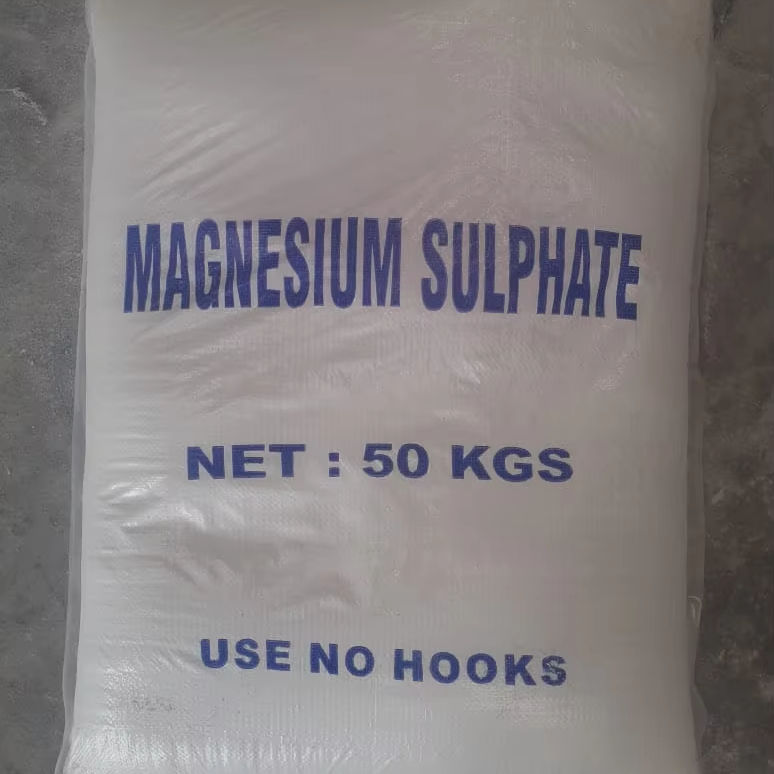 MAGNESIUM SULPHATE
NET : 50 KGS
USE NO HOOKS